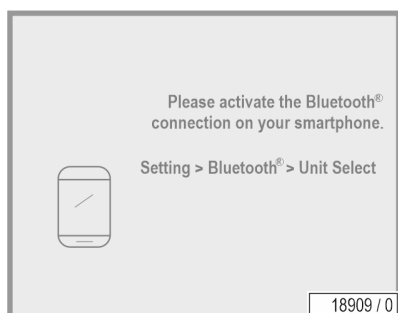 Please activate the Bluetooth®
connection on your smartphone.
Setting > Bluetooth® > Unit Select
18909 / 0